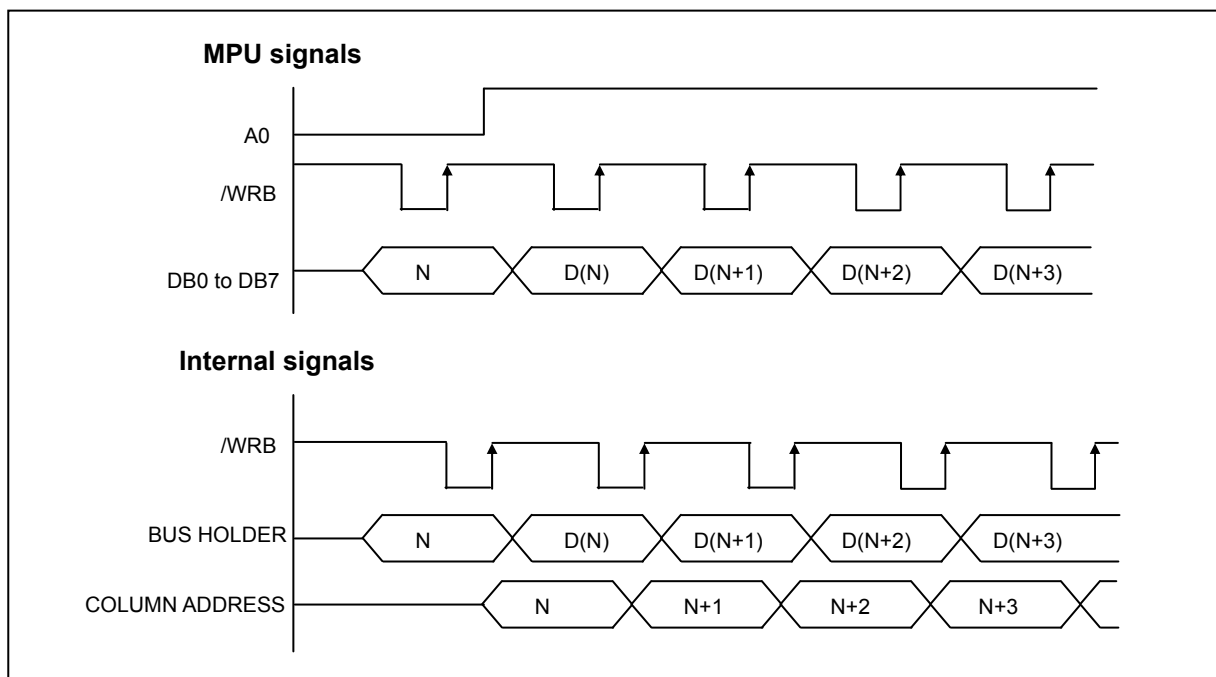 MPU signals
A0
/WRB
DB0 to DB7
N D(N) D(N+1) D(N+2) D(N+3)
Internal signals
/WRB
BUS HOLDER
N D(N) D(N+1) D(N+2) D(N+3)
COLUMN ADDRESS
N N+1 N+2 N+3